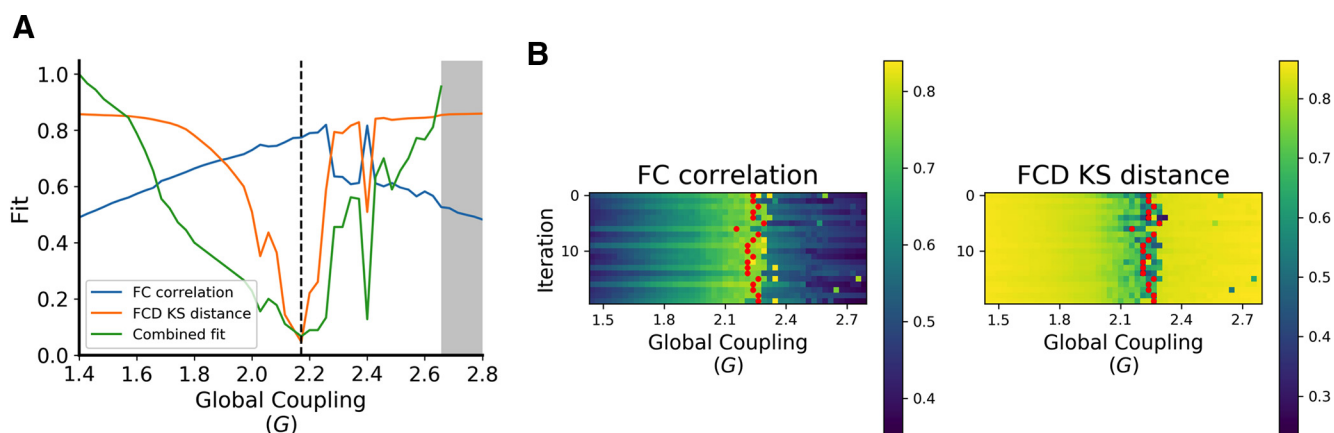 A
Fit
1.0
0.8
0.6
0.4
0.2
0.0
FC correlation
FCD KS distance
Combined fit
1.4 1.6 1.8 2.0 2.2 2.4 2.6 2.8
Global Coupling
(G)
B
FC correlation
Iteration
0
10
1.5 1.8 2.1 2.4 2.7
Global Coupling
(G)
0.8
0.7
0.6
0.5
0.4
FCD KS distance
0
10
1.5 1.8 2.1 2.4 2.7
Global Coupling
(G)
0.8
0.7
0.6
0.5
0.4
0.3